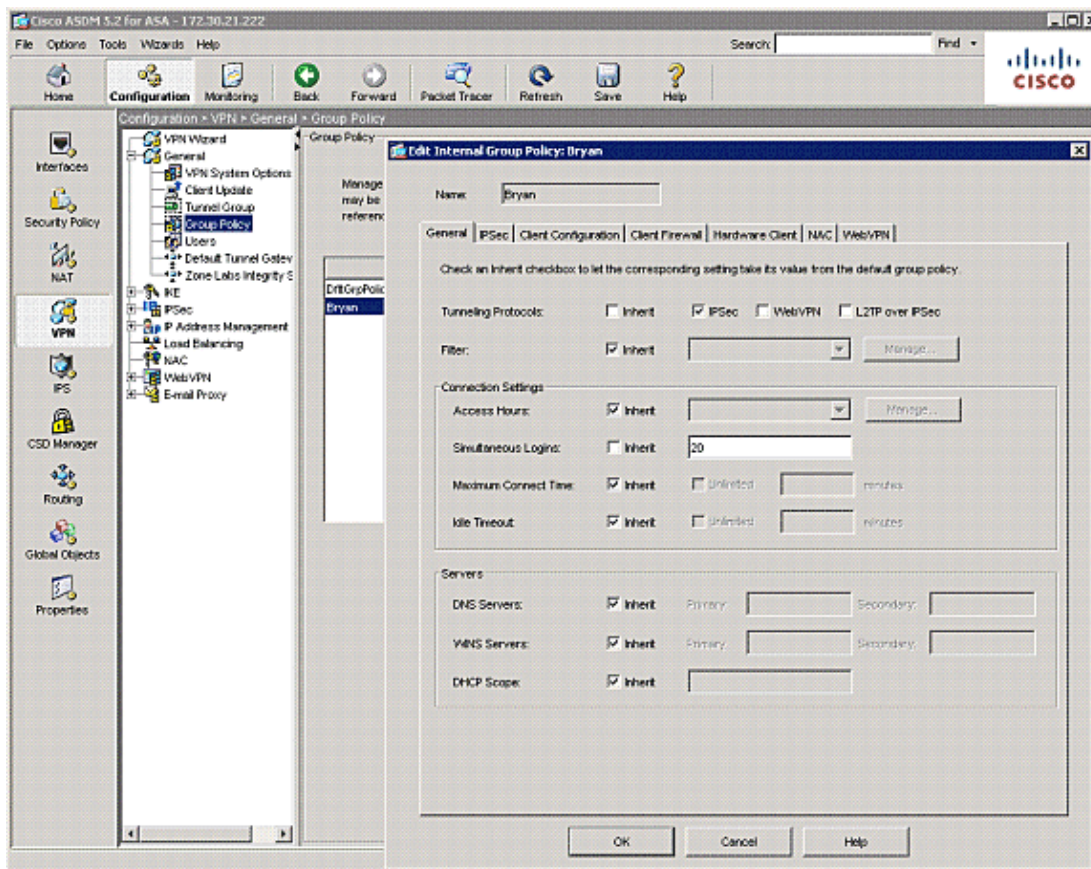 Cisco ASDM 5.2 for ASA - 172.30.21.222
File Options Tools Wizards Help Search: Find
Home Configuration Monitoring Back Forward Packet Tracer Refresh Save Help
CISCO
Configuration > VPN > General > Group Policy
Interfaces
Security Policy
NAT
VPN
IPS
CSD Manager
Routing
Global Objects
Properties
VPN Wizard
General
VPN System Options
Client Update
Tunnel Group
Group Policy
Users
Default Tunnel Gatev
Zone Labs Integrity S
IKE
IPSec
IP Address Management
Load Balancing
NAC
WebVPN
E-mail Proxy
Group Policy
Manage
may be
referenc
DfltGrpPolic
Bryan
Edit Internal Group Policy: Bryan
Name: Bryan
General IPSec Client Configuration Client Firewall Hardware Client NAC WebVPN
Check an Inherit checkbox to let the corresponding setting take its value from the default group policy.
Tunneling Protocols: Inherit IPSec WebVPN L2TP over IPSec
Filter: Inherit Manage...
Connection Settings
Access Hours: Inherit Manage...
Simultaneous Logins: Inherit 20
Maximum Connect Time: Inherit Unlimited minutes
Idle Timeout: Inherit Unlimited minutes
Servers
DNS Servers: Inherit Primary: Secondary:
WINS Servers: Inherit Primary: Secondary:
DHCP Scope: Inherit
OK Cancel Help